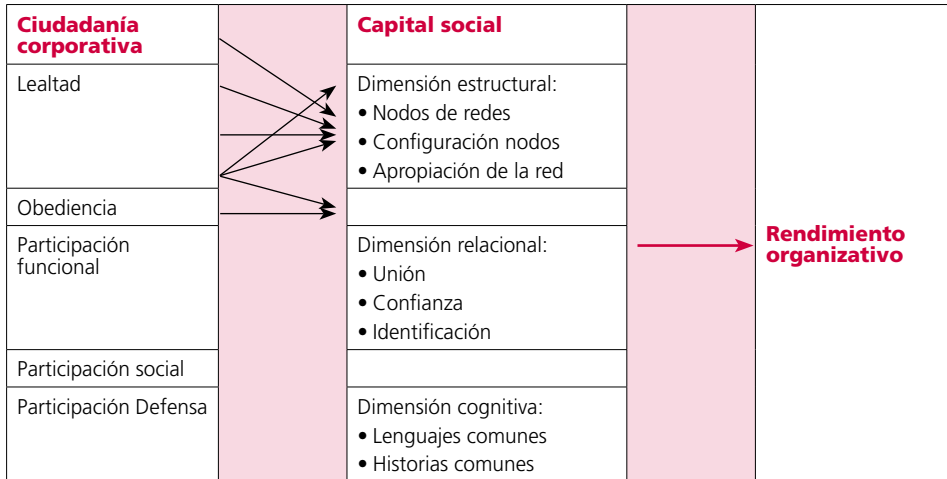 Ciudadanía
corporativa
Capital social
Lealtad
Dimensión estructural:
• Nodos de redes
• Configuración nodos
• Apropiación de la red
Obediencia
Participación
funcional
Dimensión relacional:
• Unión
• Confianza
• Identificación
Rendimiento
organizativo
Participación social
Participación Defensa
Dimensión cognitiva:
• Lenguajes comunes
• Historias comunes